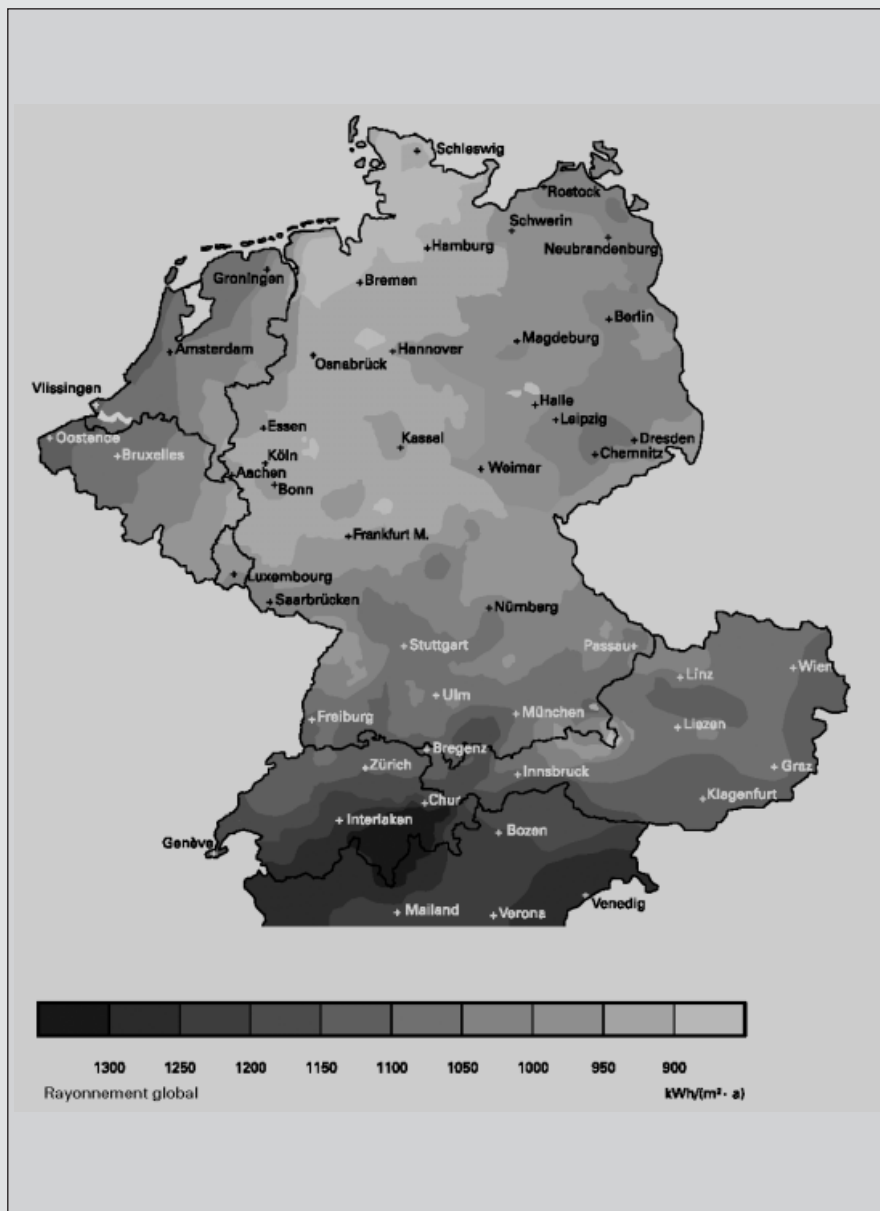 Schleswig
Rostock
Schwerin
Neubrandenburg
Hamburg
Groningen
Bremen
Berlin
Magdeburg
Amsterdam
Hannover
Osnabrück
Vlissingen
Halle
Leipzig
Essen
Oostende
Kassel
Dresden
Bruxelles
Chemnitz
Köln
Weimar
Aachen
Bonn
Frankfurt M.
Luxembourg
Saarbrücken
Nürnberg
Stuttgart
Passau
Wien
Linz
Ulm
Freiburg
München
Liezen
Bregenz
Zürich
Innsbruck
Graz
Chur
Klagenfurt
Interlaken
Bozen
Genève
Mailand
Verona
Venedig
1300 1250 1200 1150 1100 1050 1000 950 900
Rayonnement global kWh/(m² · a)